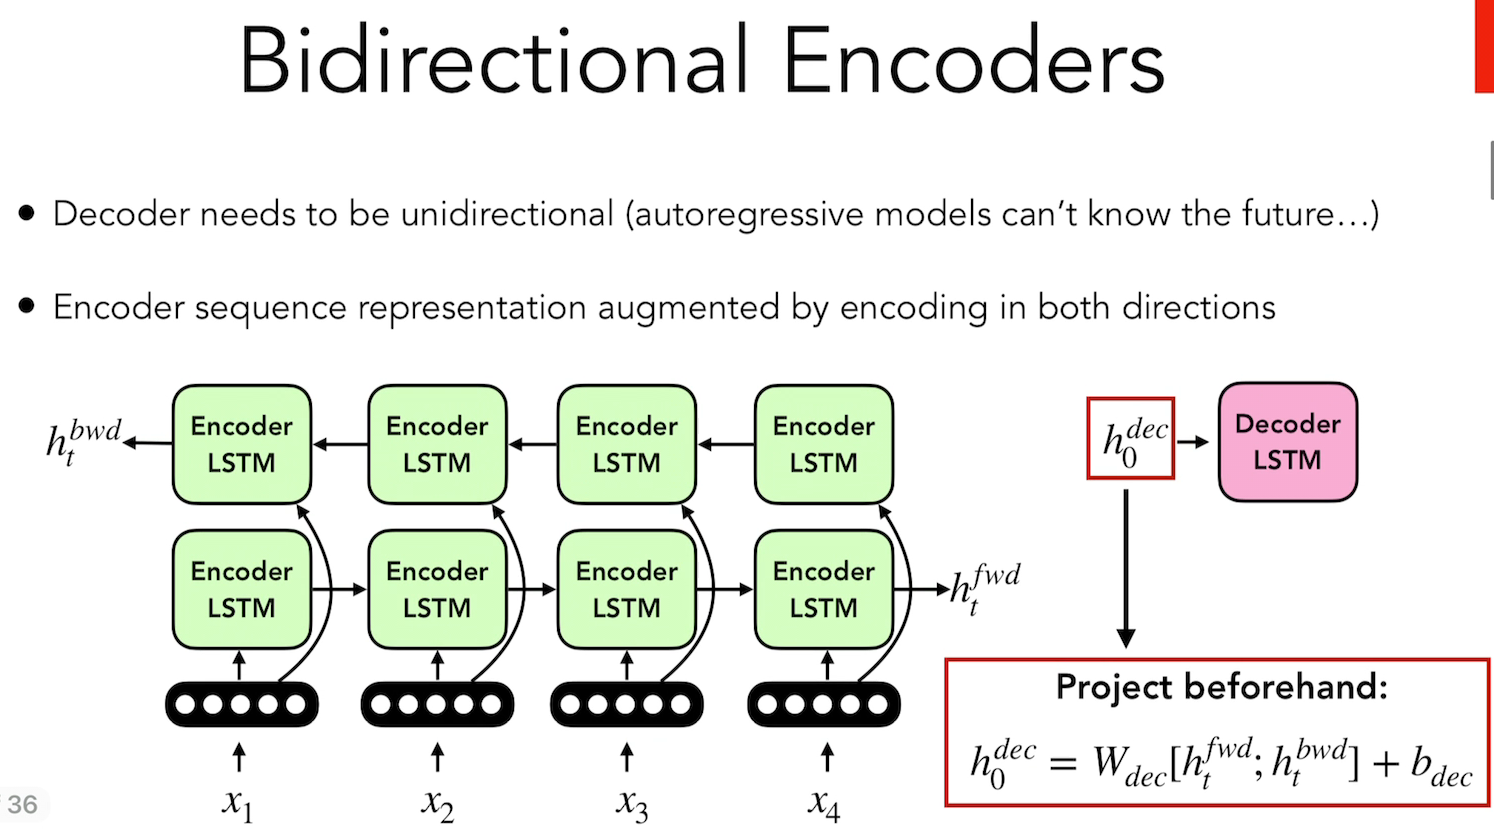 Bidirectional Encoders
• Decoder needs to be unidirectional (autoregressive models can't know the future…)
• Encoder sequence representation augmented by encoding in both directions
h_t^{bwd}
Encoder LSTM
Encoder LSTM
Encoder LSTM
Encoder LSTM
h_0^{dec}
Decoder LSTM
Encoder LSTM
Encoder LSTM
Encoder LSTM
Encoder LSTM
h_t^{fwd}
Project beforehand:
h_0^{dec} = W_{dec}[h_t^{fwd}; h_t^{bwd}] + b_{dec}
x_1
x_2
x_3
x_4
36